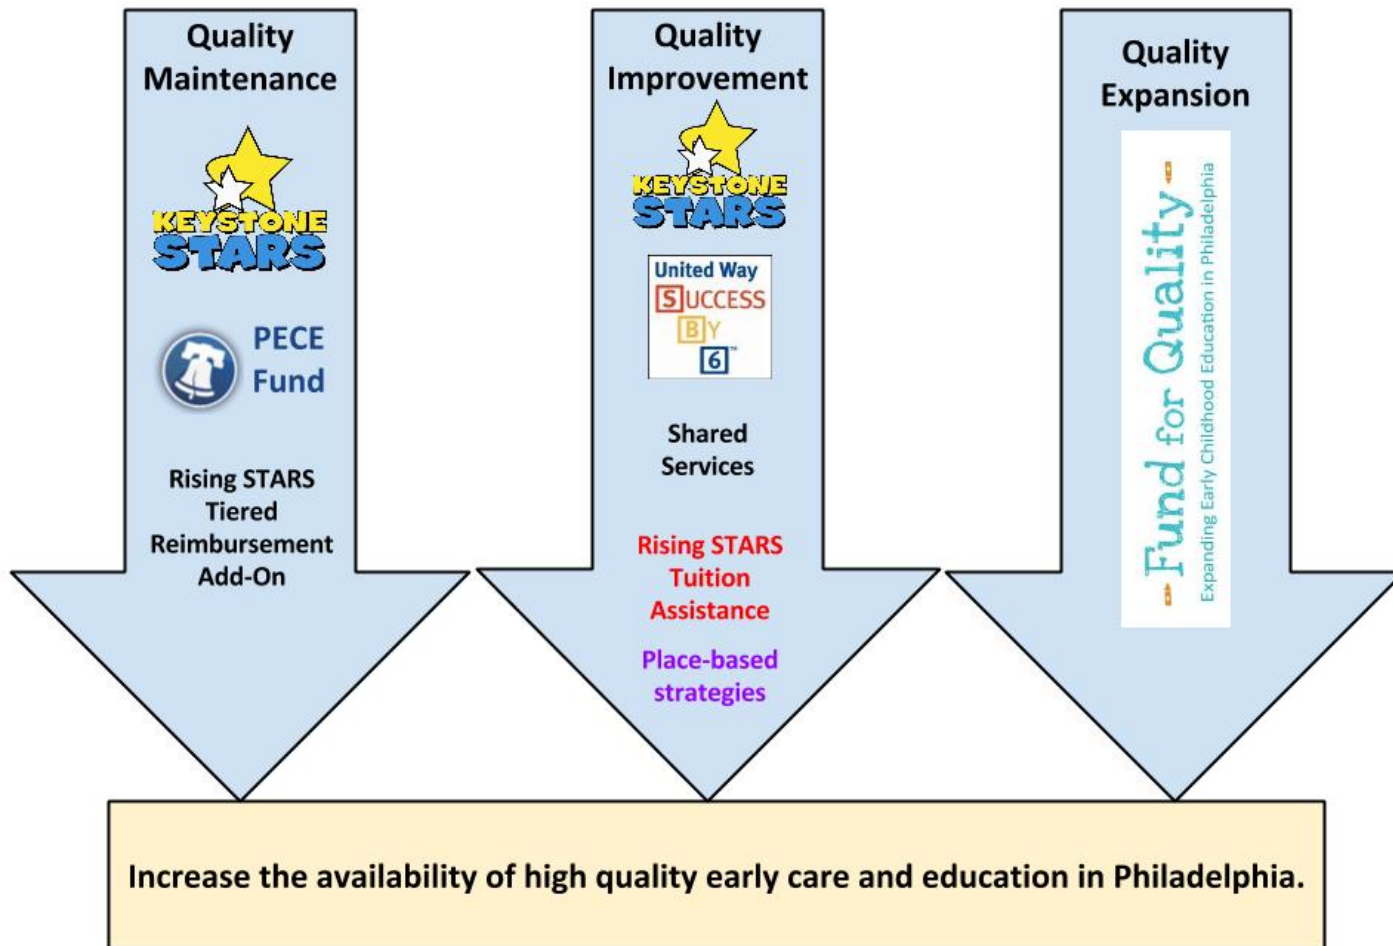 Quality
Maintenance
KEYSTONE
STARS
PECE
Fund
Rising STARS
Tiered
Reimbursement
Add-On
Quality
Improvement
KEYSTONE
STARS
United Way
SUCCESS
BY
6™
Shared
Services
Rising STARS
Tuition
Assistance
Place-based
strategies
Quality
Expansion
Fund for Quality
Expanding Early Childhood Education in Philadelphia
Increase the availability of high quality early care and education in Philadelphia.